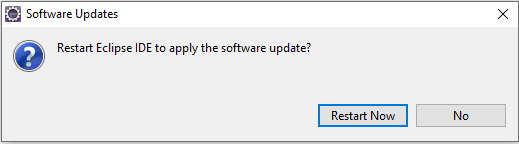 Software Updates
Restart Eclipse IDE to apply the software update?
Restart Now
No